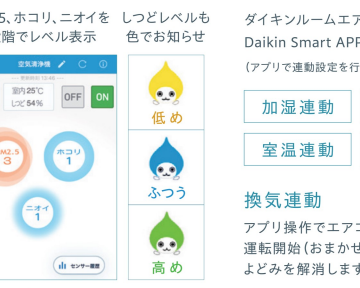 5、ホコリ、ニオイを
階でレベル表示
空気清浄機
室内25℃
しつど54%
OFF
ON
M2.5
3
ホコリ
1
ニオイ
1
センサー履歴
しつどレベルも
色でお知らせ
低め
ふつう
高め
ダイキンルームエア
Daikin Smart APP
(アプリで連動設定を行
加湿連動
室温連動
換気連動
アプリ操作でエアコ
運転開始(おまかせ
よどみを解消します